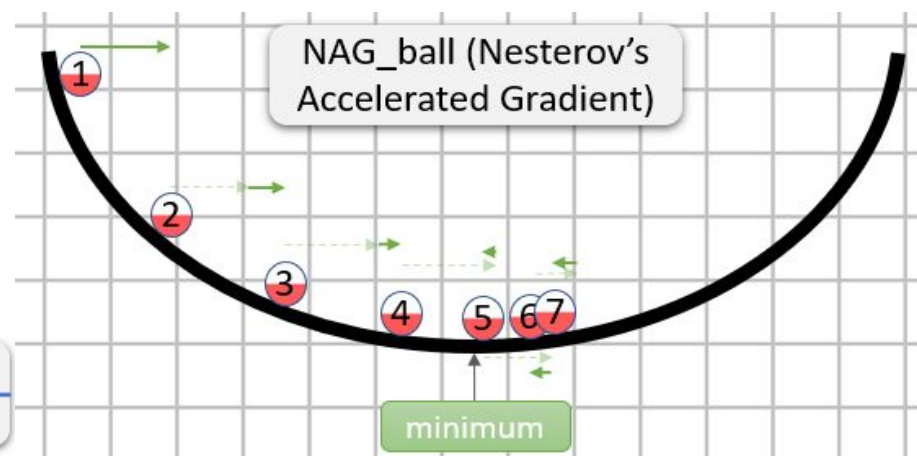 NAG_ball (Nesterov's
Accelerated Gradient)
1
2
3
4
5
6
7
minimum